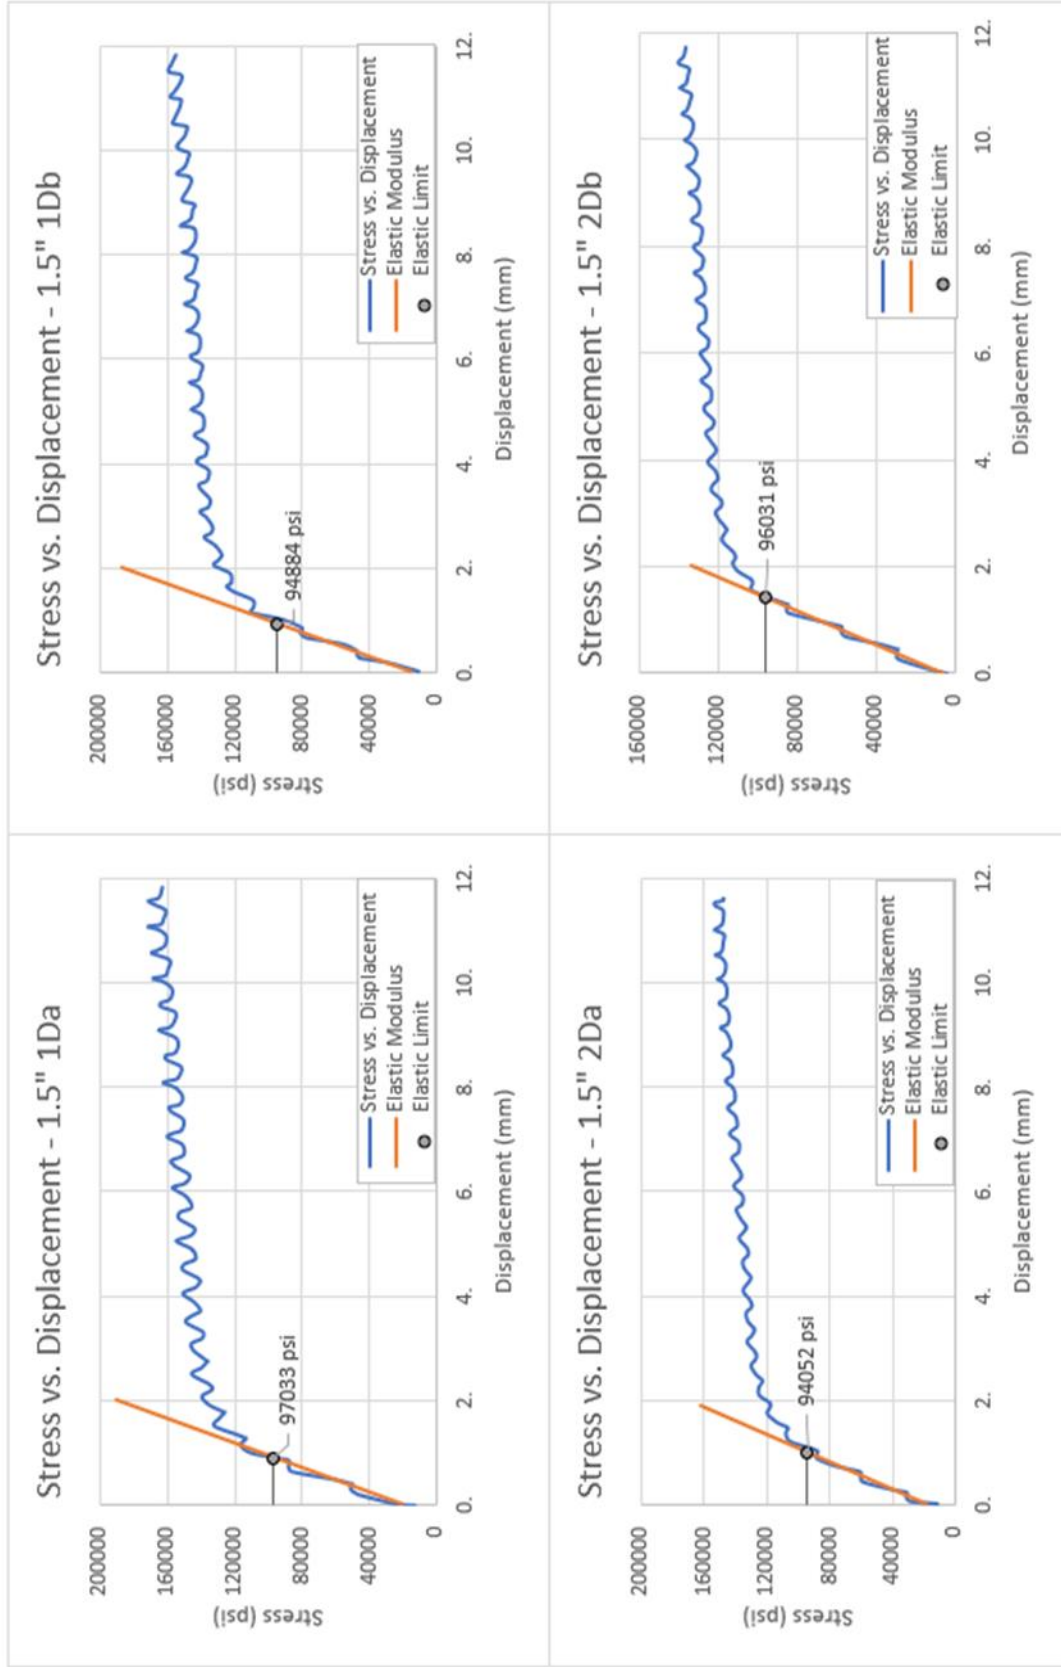 Stress vs. Displacement - 1.5" 1Da
200000
160000
120000
80000
40000
0
Stress (psi)
97033 psi
Stress vs. Displacement
Elastic Modulus
Elastic Limit
0. 2. 4. 6. 8. 10. 12.
Displacement (mm)
Stress vs. Displacement - 1.5" 1Db
200000
160000
120000
80000
40000
0
Stress (psi)
94884 psi
Stress vs. Displacement
Elastic Modulus
Elastic Limit
0. 2. 4. 6. 8. 10. 12.
Displacement (mm)
Stress vs. Displacement - 1.5" 2Da
200000
160000
120000
80000
40000
0
Stress (psi)
94052 psi
Stress vs. Displacement
Elastic Modulus
Elastic Limit
0. 2. 4. 6. 8. 10. 12.
Displacement (mm)
Stress vs. Displacement - 1.5" 2Db
160000
120000
80000
40000
0
Stress (psi)
96031 psi
Stress vs. Displacement
Elastic Modulus
Elastic Limit
0. 2. 4. 6. 8. 10. 12.
Displacement (mm)